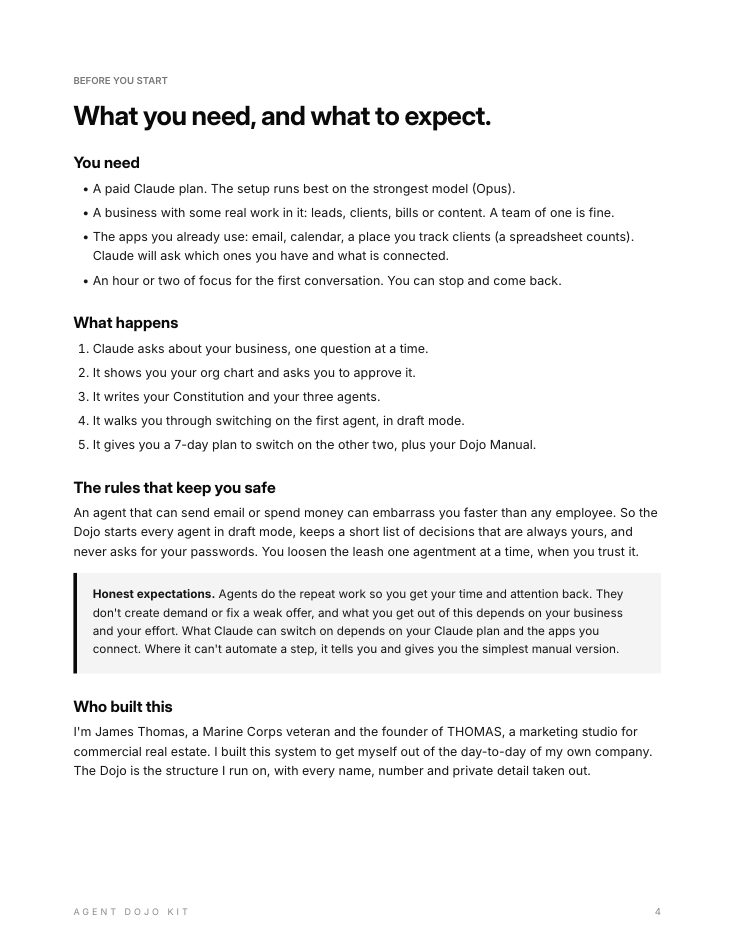 BEFORE YOU START
What you need, and what to expect.
You need
• A paid Claude plan. The setup runs best on the strongest model (Opus).
• A business with some real work in it: leads, clients, bills or content. A team of one is fine.
• The apps you already use: email, calendar, a place you track clients (a spreadsheet counts).
Claude will ask which ones you have and what is connected.
• An hour or two of focus for the first conversation. You can stop and come back.
What happens
1. Claude asks about your business, one question at a time.
2. It shows you your org chart and asks you to approve it.
3. It writes your Constitution and your three agents.
4. It walks you through switching on the first agent, in draft mode.
5. It gives you a 7-day plan to switch on the other two, plus your Dojo Manual.
The rules that keep you safe
An agent that can send email or spend money can embarrass you faster than any employee. So the
Dojo starts every agent in draft mode, keeps a short list of decisions that are always yours, and
never asks for your passwords. You loosen the leash one agentment at a time, when you trust it.
Honest expectations. Agents do the repeat work so you get your time and attention back. They
don't create demand or fix a weak offer, and what you get out of this depends on your business
and your effort. What Claude can switch on depends on your Claude plan and the apps you
connect. Where it can't automate a step, it tells you and gives you the simplest manual version.
Who built this
I'm James Thomas, a Marine Corps veteran and the founder of THOMAS, a marketing studio for
commercial real estate. I built this system to get myself out of the day-to-day of my own company.
The Dojo is the structure I run on, with every name, number and private detail taken out.
AGENT DOJO KIT
4